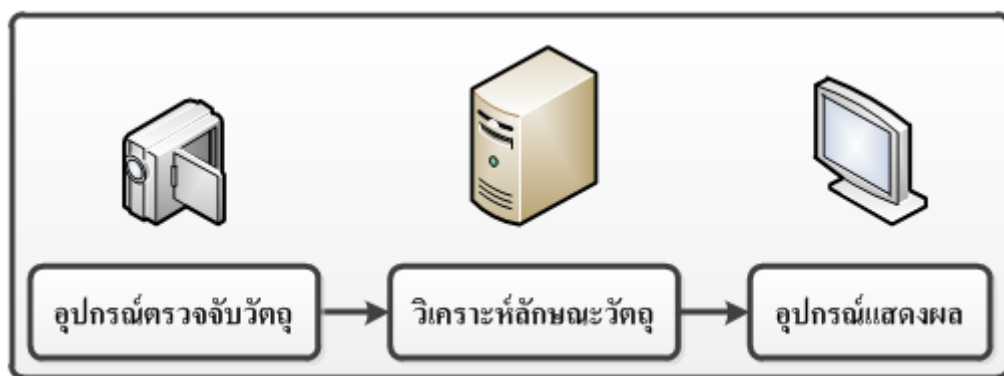 อุปกรณ์ตรวจจับวัตถุ
วิเคราะห์ลักษณะวัตถุ
อุปกรณ์แสดงผล